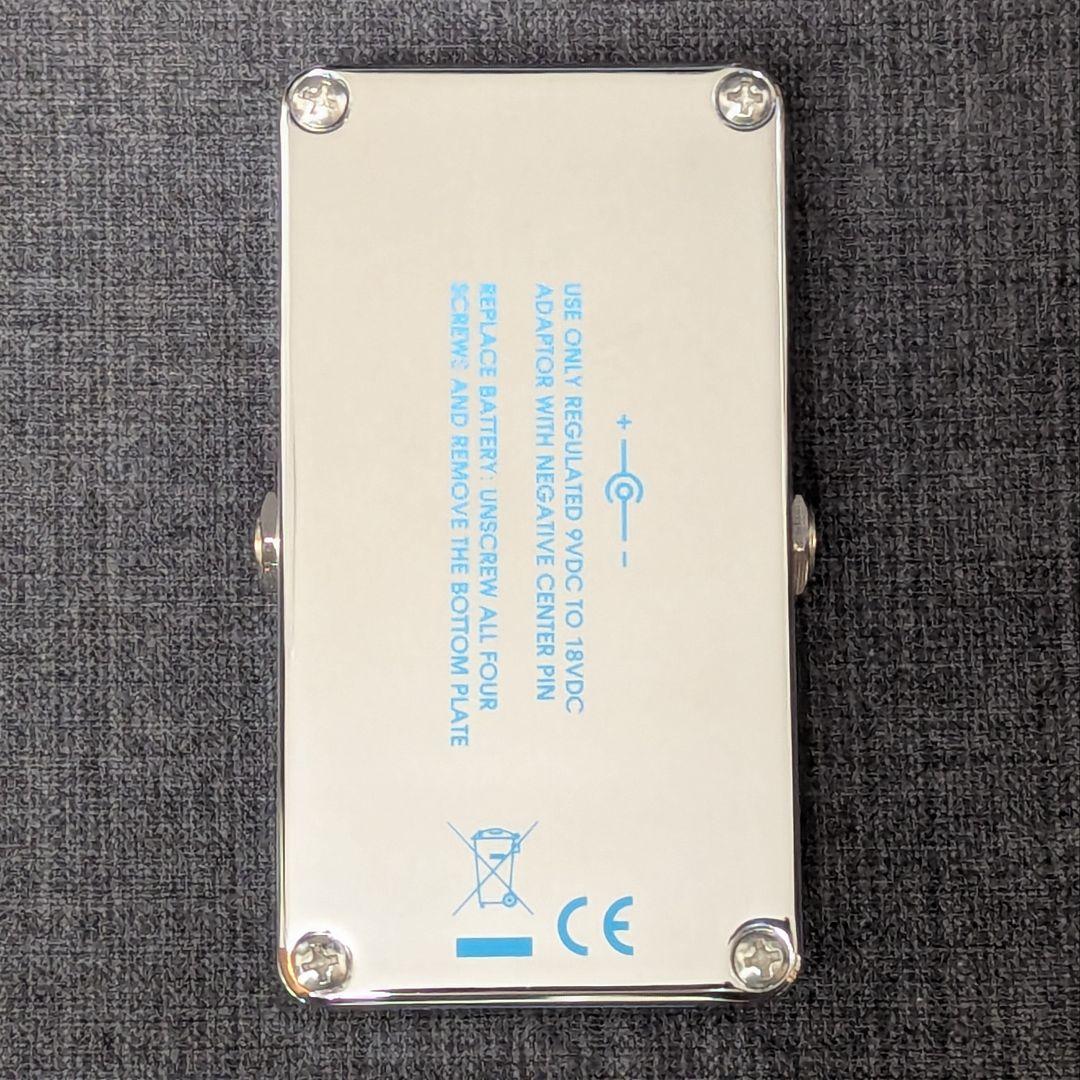 + -
USE ONLY REGULATED 9VDC TO 18VDC
ADAPTOR WITH NEGATIVE CENTER PIN
REPLACE BATTERY: UNSCREW ALL FOUR
SCREWS AND REMOVE THE BOTTOM PLATE
CE